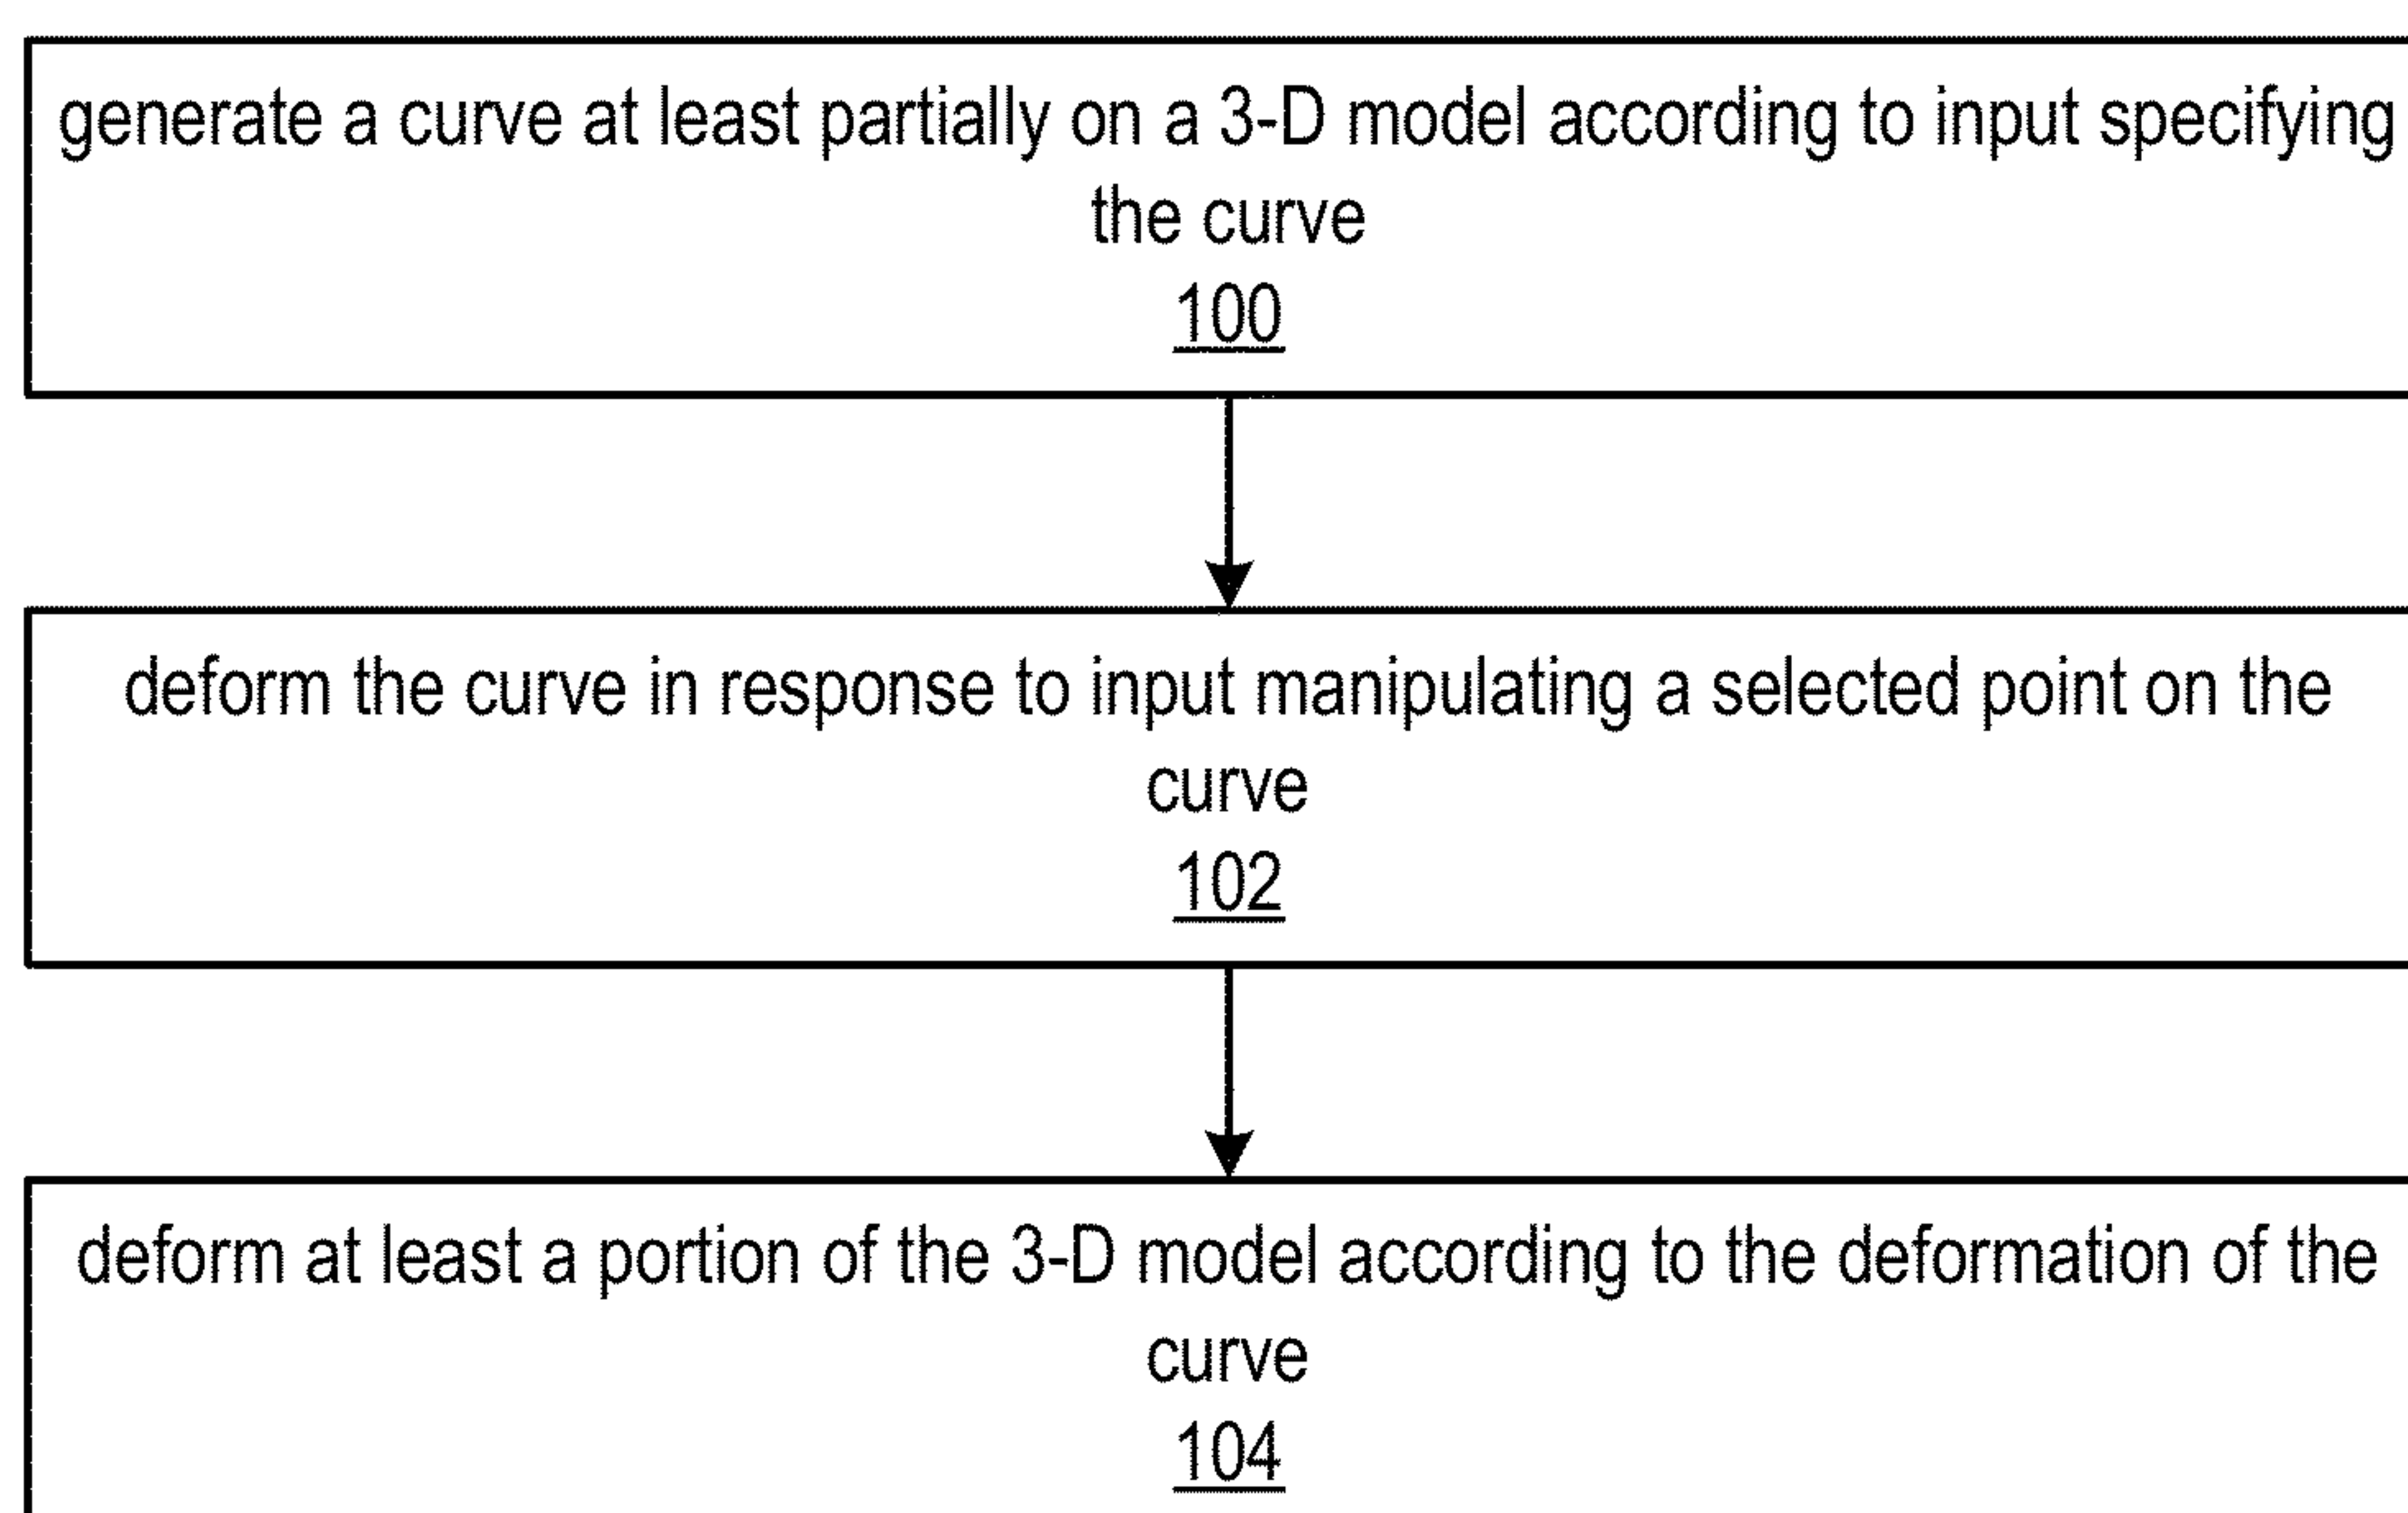 generate a curve at least partially on a 3-D model according to input specifying
the curve
100
deform the curve in response to input manipulating a selected point on the
curve
102
deform at least a portion of the 3-D model according to the deformation of the
curve
104